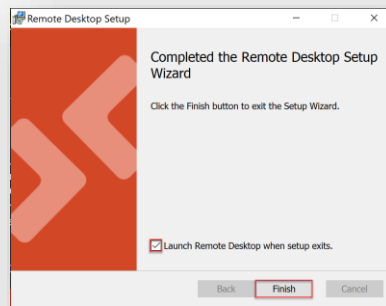 Remote Desktop Setup
Completed the Remote Desktop Setup
Wizard
Click the Finish button to exit the Setup Wizard.
Launch Remote Desktop when setup exits.
Back Finish Cancel